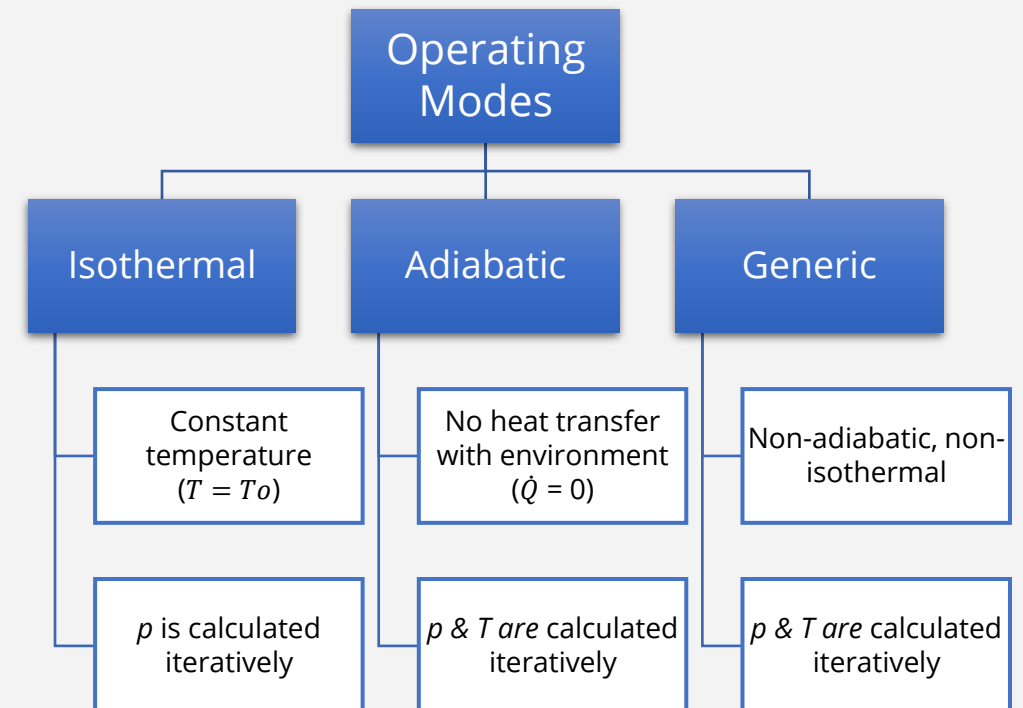 Operating
Modes
Isothermal
Adiabatic
Generic
Constant
temperature
(T = To)
No heat transfer
with environment
(Q̇ = 0)
Non-adiabatic, non-
isothermal
p is calculated
iteratively
p & T are calculated
iteratively
p & T are calculated
iteratively